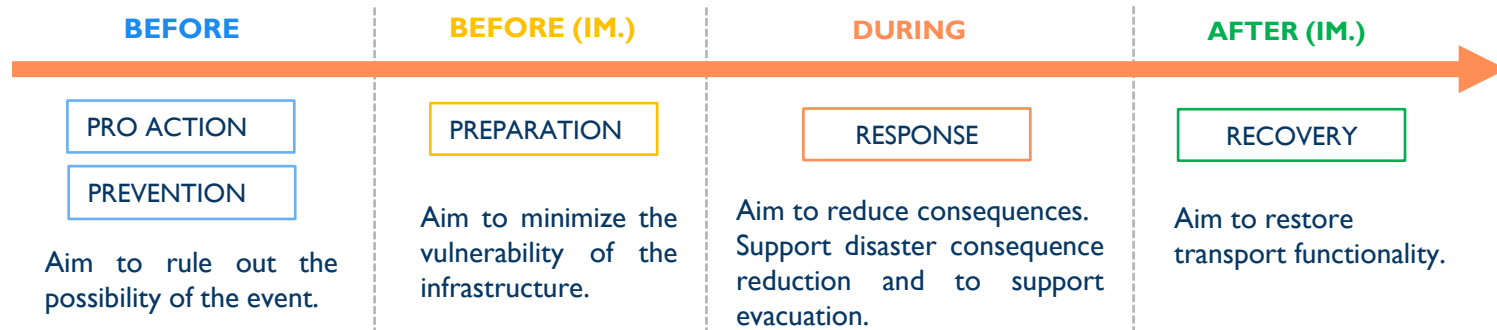 BEFORE
BEFORE (IM.)
DURING
AFTER (IM.)
PRO ACTION
PREVENTION
Aim to rule out the
possibility of the event.
PREPARATION
Aim to minimize the
vulnerability of the
infrastructure.
RESPONSE
Aim to reduce consequences.
Support disaster consequence
reduction and to support
evacuation.
RECOVERY
Aim to restore
transport functionality.